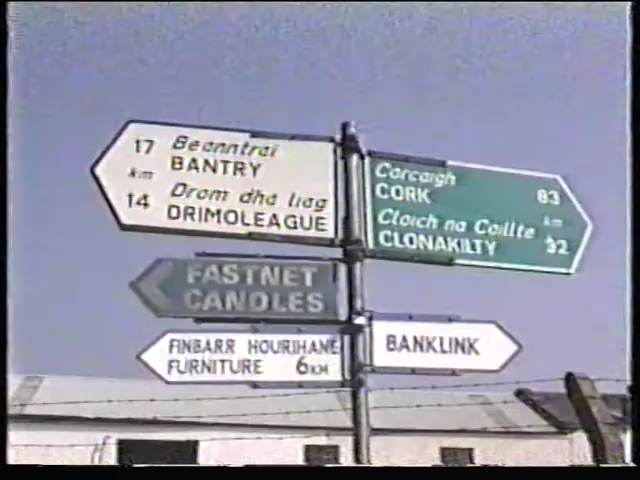 17 Beanntraí
km BANTRY
14 Drom dhá liag
DRIMOLEAGUE
Corcaigh
CORK 83
km
Cloich na Coillte
CLONAKILTY 32
FASTNET
CANDLES
FINBARR HOURIHANE
FURNITURE 6KM
BANKLINK